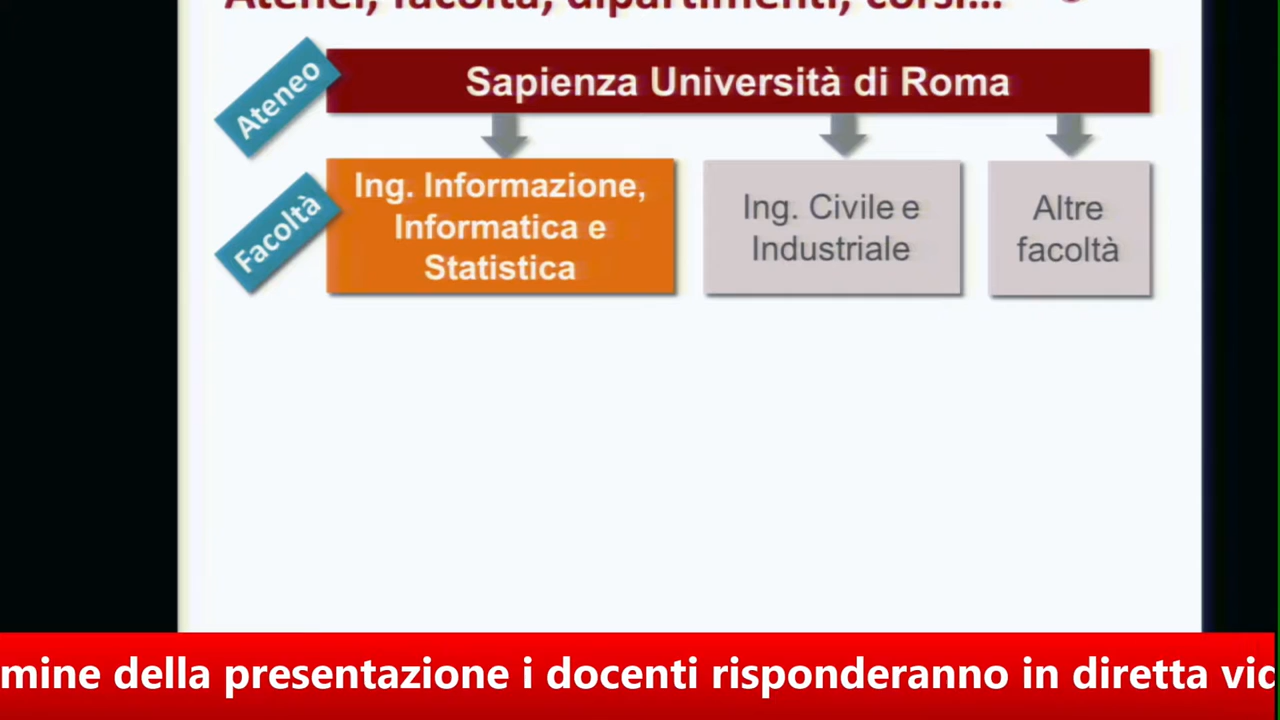 Atenei, facoltà, dipartimenti, corsi...
Ateneo
Sapienza Università di Roma
Facoltà
Ing. Informazione,
Informatica e
Statistica
Ing. Civile e
Industriale
Altre
facoltà
mine della presentazione i docenti risponderanno in diretta vid